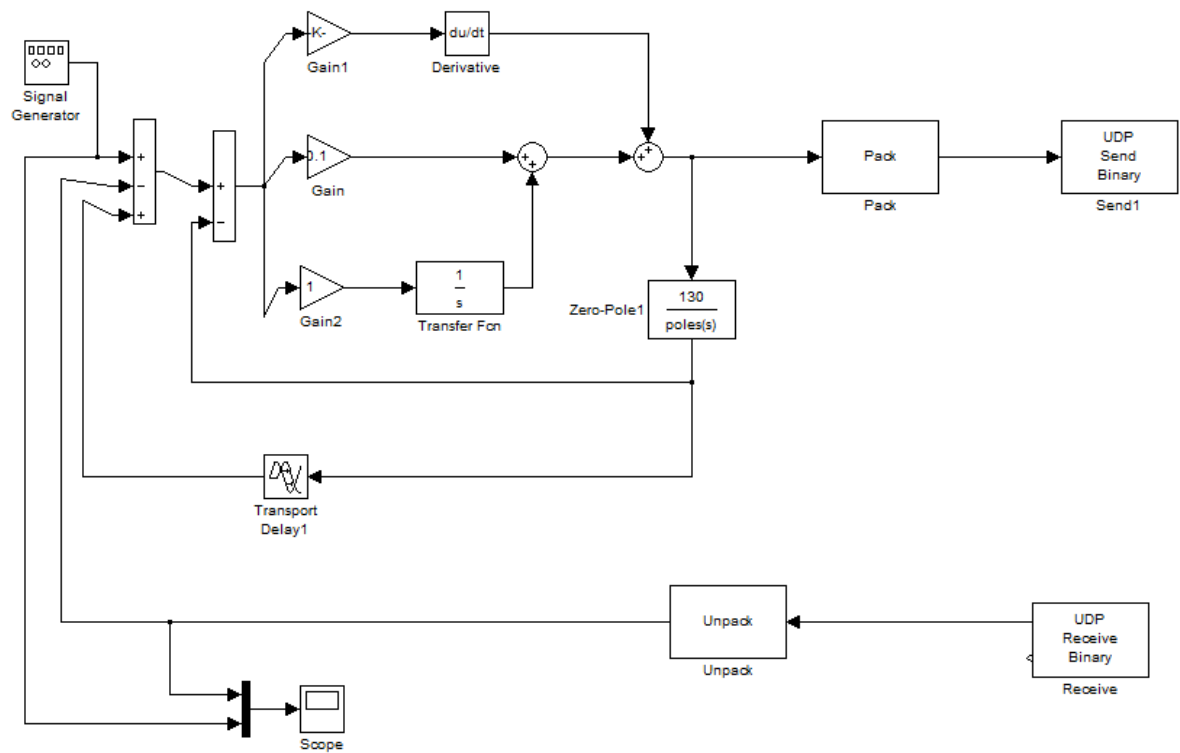 Signal
Generator
+
−
+
+
−
-K-
Gain1
du/dt
Derivative
0.1
Gain
1
Gain2
1
s
Transfer Fcn
+
+
+
+
Zero-Pole1
130
poles(s)
Pack
Pack
UDP
Send
Binary
Send1
Transport
Delay1
Unpack
Unpack
UDP
Receive
Binary
Receive
Scope